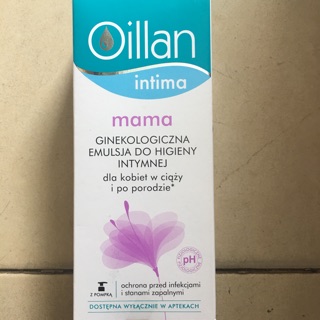 Oillan
intima
mama
GINEKOLOGICZNA
EMULSJA DO HIGIENY
INTYMNEJ
dla kobiet w ciąży
i po porodzie*
pH
Z POMPKĄ
ochrona przed infekcjami
i stanami zapalnymi
DOSTĘPNA WYŁĄCZNIE W APTEKACH